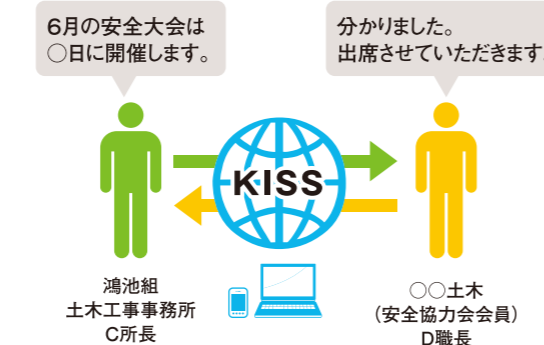 6月の安全大会は
○日に開催します。
分かりました。
出席させていただきます。
KISS
鴻池組
土木工事事務所
C所長
○○土木
(安全協力会会員)
D職長